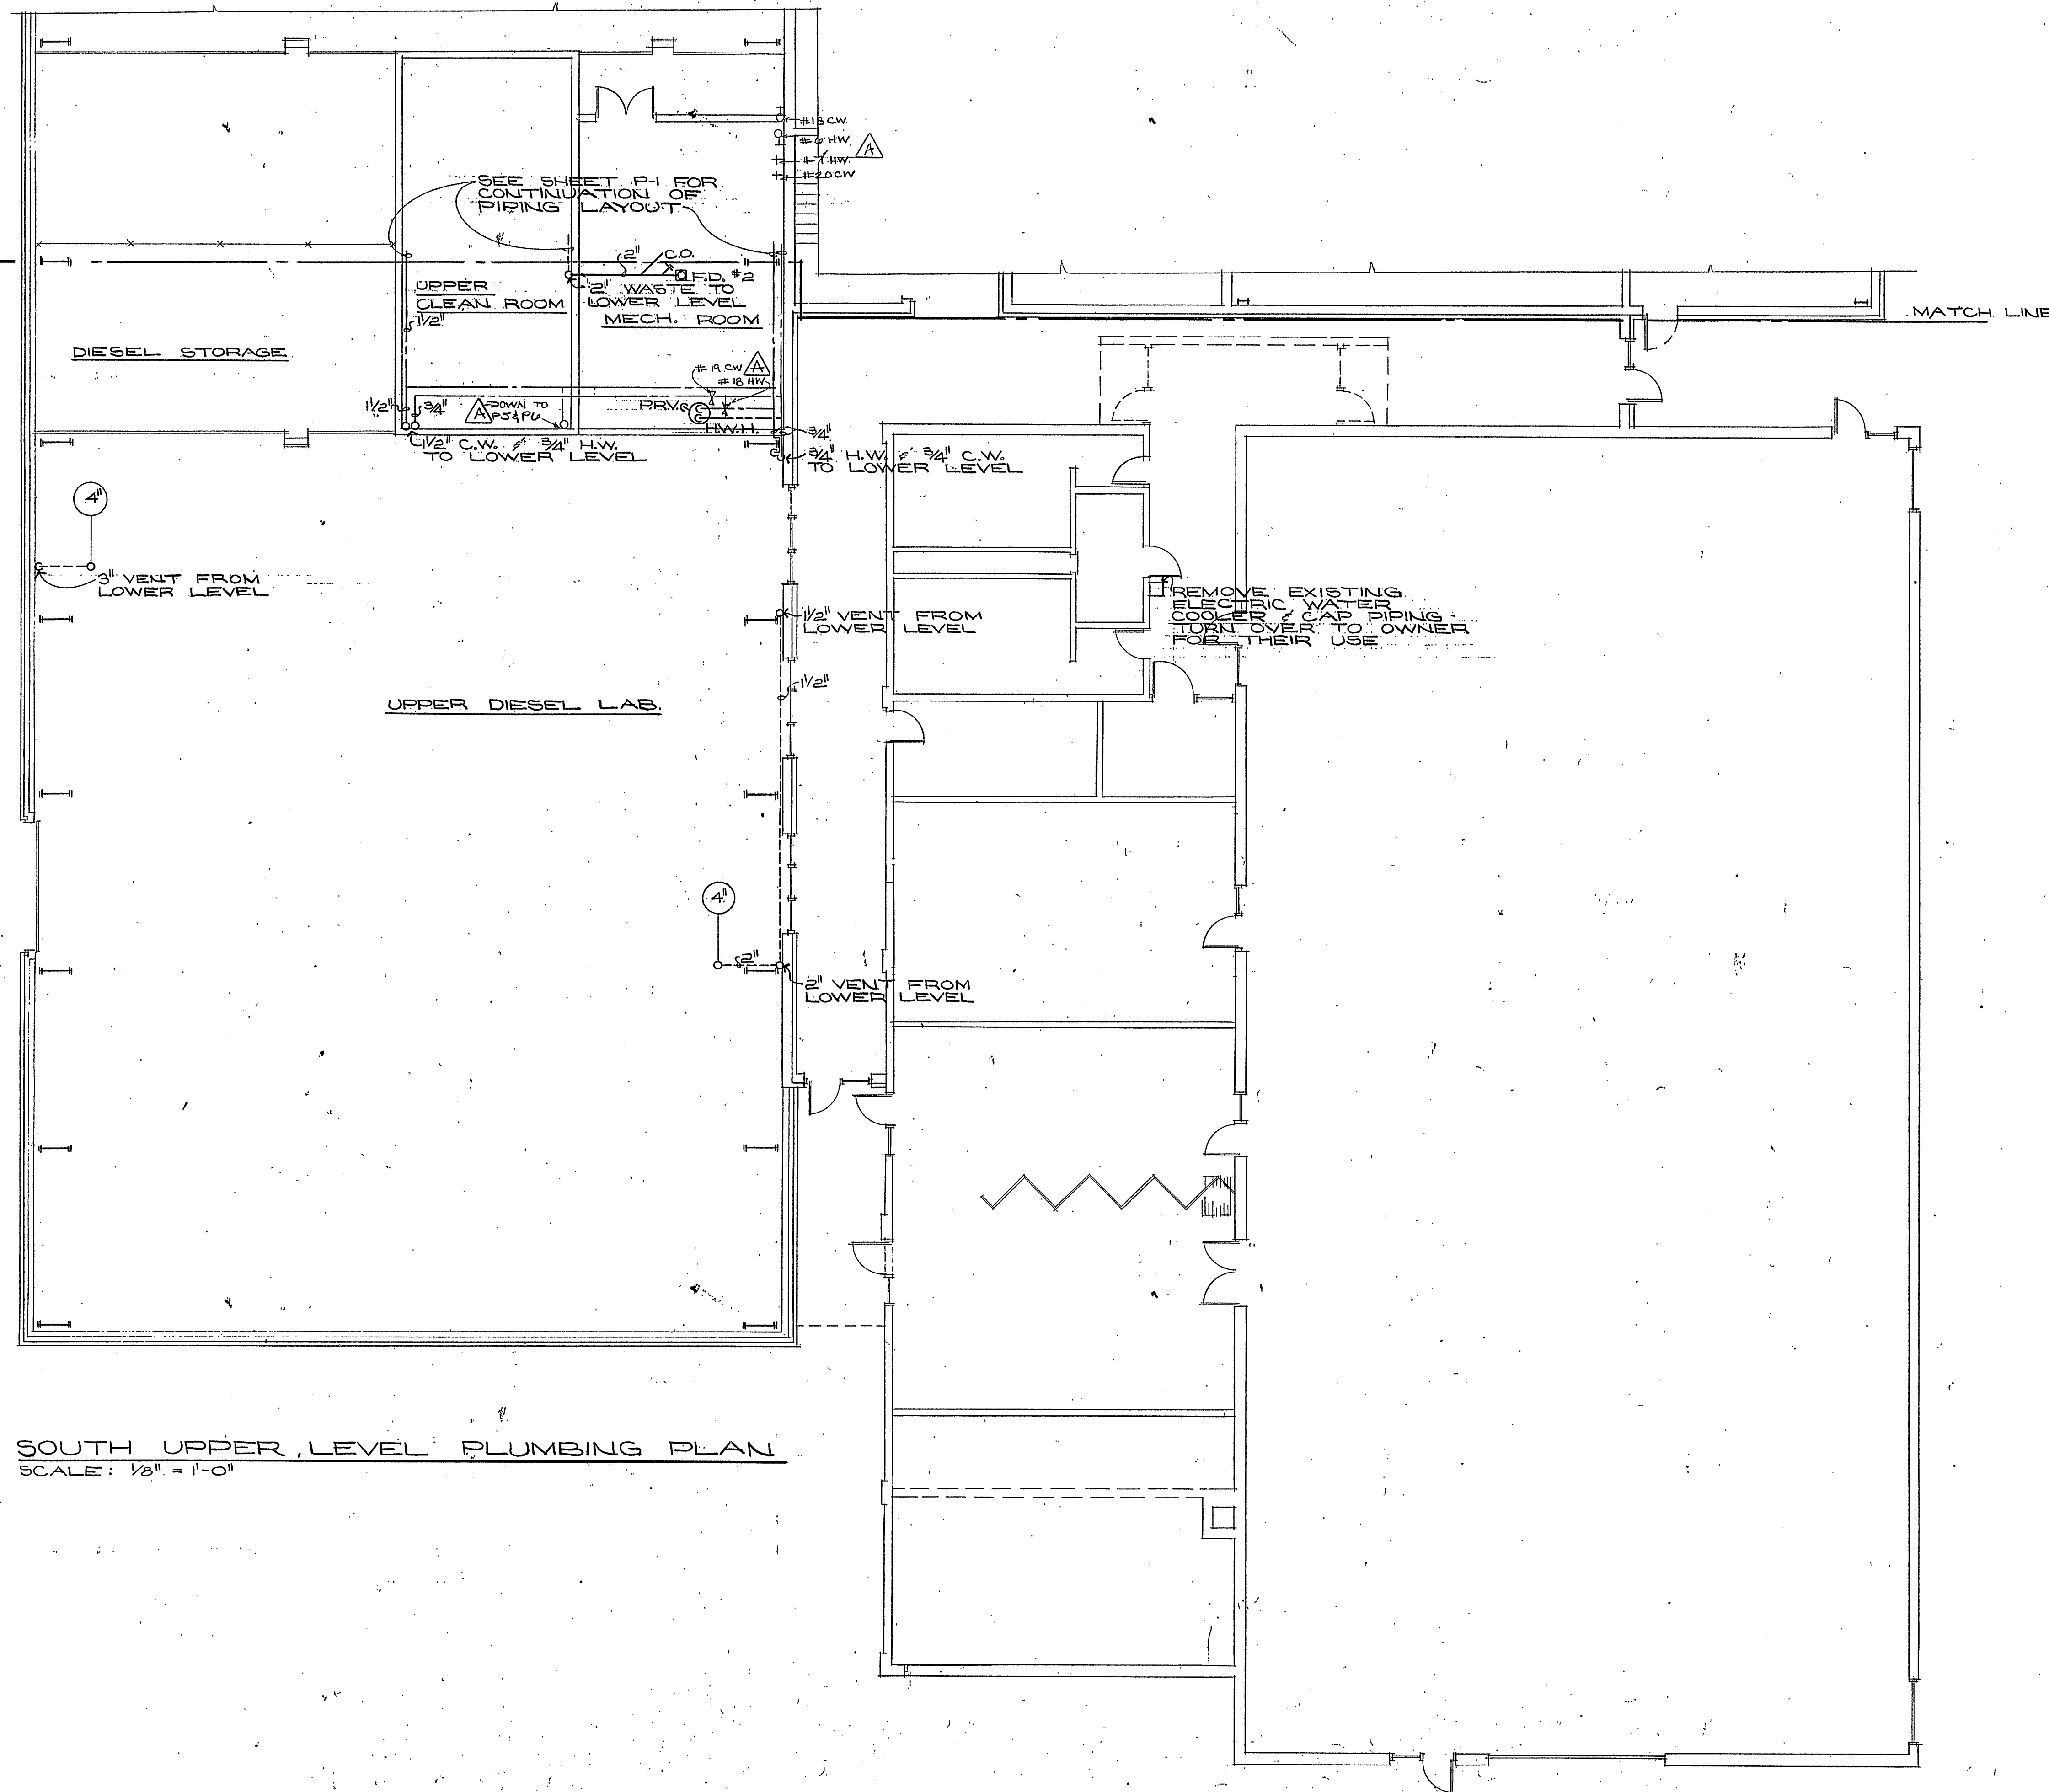 #18 CW.
#6 HW
A
#7 HW.
#20 CW
SEE SHEET P-1 FOR
CONTINUATION OF
PIPING LAYOUT
2"
C.O.
F.D. #2
2" WASTE TO
LOWER LEVEL
UPPER
CLEAN ROOM
MECH. ROOM
1 1/2"
MATCH LINE
DIESEL STORAGE
#19 CW
A
#18 HW
1 1/2"
3/4"
A
DOWN TO
P5 & P6
P.R.V.
H.W.H.
3/4"
1 1/2" C.W. & 3/4" H.W.
TO LOWER LEVEL
3/4" H.W. & 3/4" C.W.
TO LOWER LEVEL
4"
3" VENT FROM
LOWER LEVEL
REMOVE EXISTING
ELECTRIC WATER
COOLER & CAP PIPING
TURN OVER TO OWNER
FOR THEIR USE
1 1/2" VENT FROM
LOWER LEVEL
1 1/2"
UPPER DIESEL LAB.
4"
2"
2" VENT FROM
LOWER LEVEL
SOUTH UPPER LEVEL PLUMBING PLAN
SCALE: 1/8" = 1'-0"